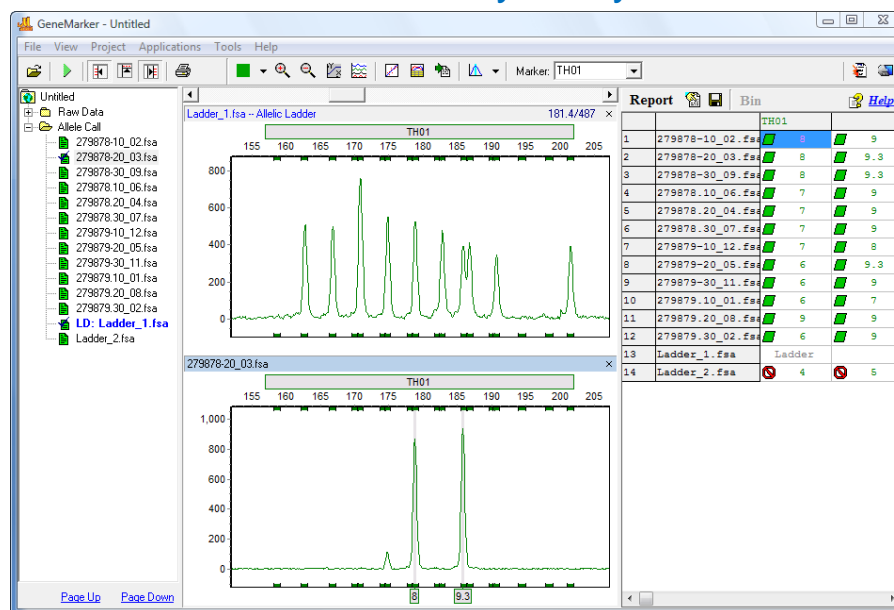 GeneMarker - Untitled
File View Project Applications Tools Help
Marker: TH01
Untitled
Raw Data
Allele Call
279878-10_02.fsa
279878-20_03.fsa
279878-30_09.fsa
279878.10_06.fsa
279878.20_04.fsa
279878.30_07.fsa
279879-10_12.fsa
279879-20_05.fsa
279879-30_11.fsa
279879.10_01.fsa
279879.20_08.fsa
279879.30_02.fsa
LD: Ladder_1.fsa
Ladder_2.fsa
Page Up Page Down
Ladder_1.fsa -- Allelic Ladder 181.4/487 ×
TH01
155 160 165 170 175 180 185 190 195 200 205
800
600
400
200
0
279878-20_03.fsa ×
TH01
155 160 165 170 175 180 185 190 195 200 205
1,000
800
600
400
200
0
8 9.3
Report Bin Help
TH01
1 279878-10_02.fsa 8 9
2 279878-20_03.fsa 8 9.3
3 279878-30_09.fsa 8 9.3
4 279878.10_06.fsa 7 9
5 279878.20_04.fsa 7 9
6 279878.30_07.fsa 7 9
7 279879-10_12.fsa 7 8
8 279879-20_05.fsa 6 9.3
9 279879-30_11.fsa 6 9
10 279879.10_01.fsa 6 7
11 279879.20_08.fsa 9 9
12 279879.30_02.fsa 6 9
13 Ladder_1.fsa Ladder
14 Ladder_2.fsa 4 5